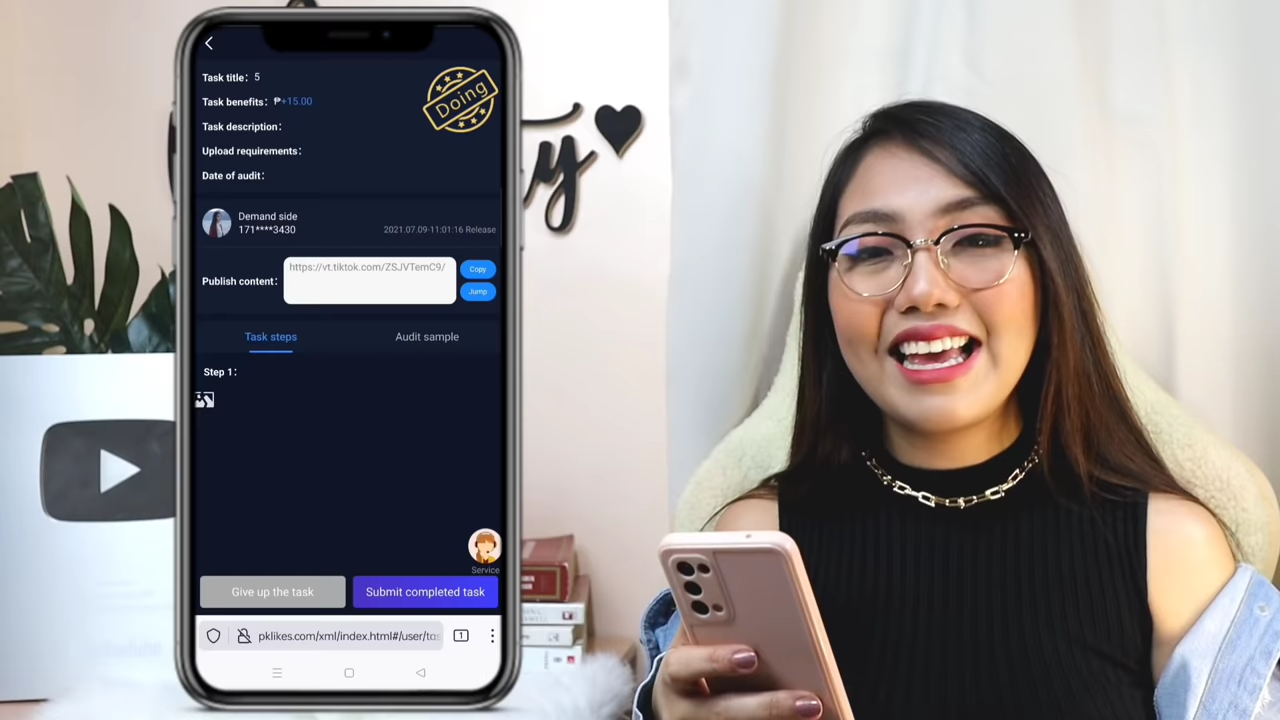 Task title: 5
Task benefits: ₱+15.00
Task description:
Upload requirements:
Date of audit:
Doing
Demand side
171****3430
2021.07.09-11:01:16 Release
Publish content:
https://vt.tiktok.com/ZSJVTemC9/
Copy
Jump
Task steps
Audit sample
Step 1:
Service
Give up the task
Submit completed task
pklikes.com/xml/index.html#/user/tas
1
y